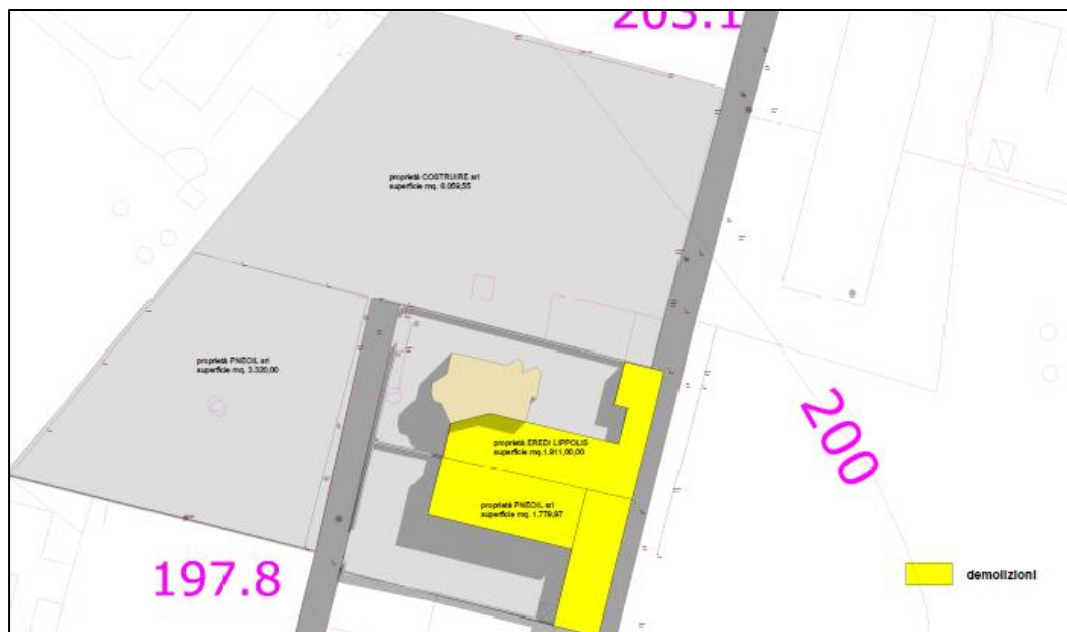 203.1
proprietà COSTRUIRE srl
superficie mq. 6.059,55
proprietà PNEOIL srl
superficie mq. 3.320,00
200
proprietà EREDI LIPPOLIS
superficie mq.1.911,00,00
proprietà PNEOIL srl
superficie mq. 1.779,97
197.8
demolizioni